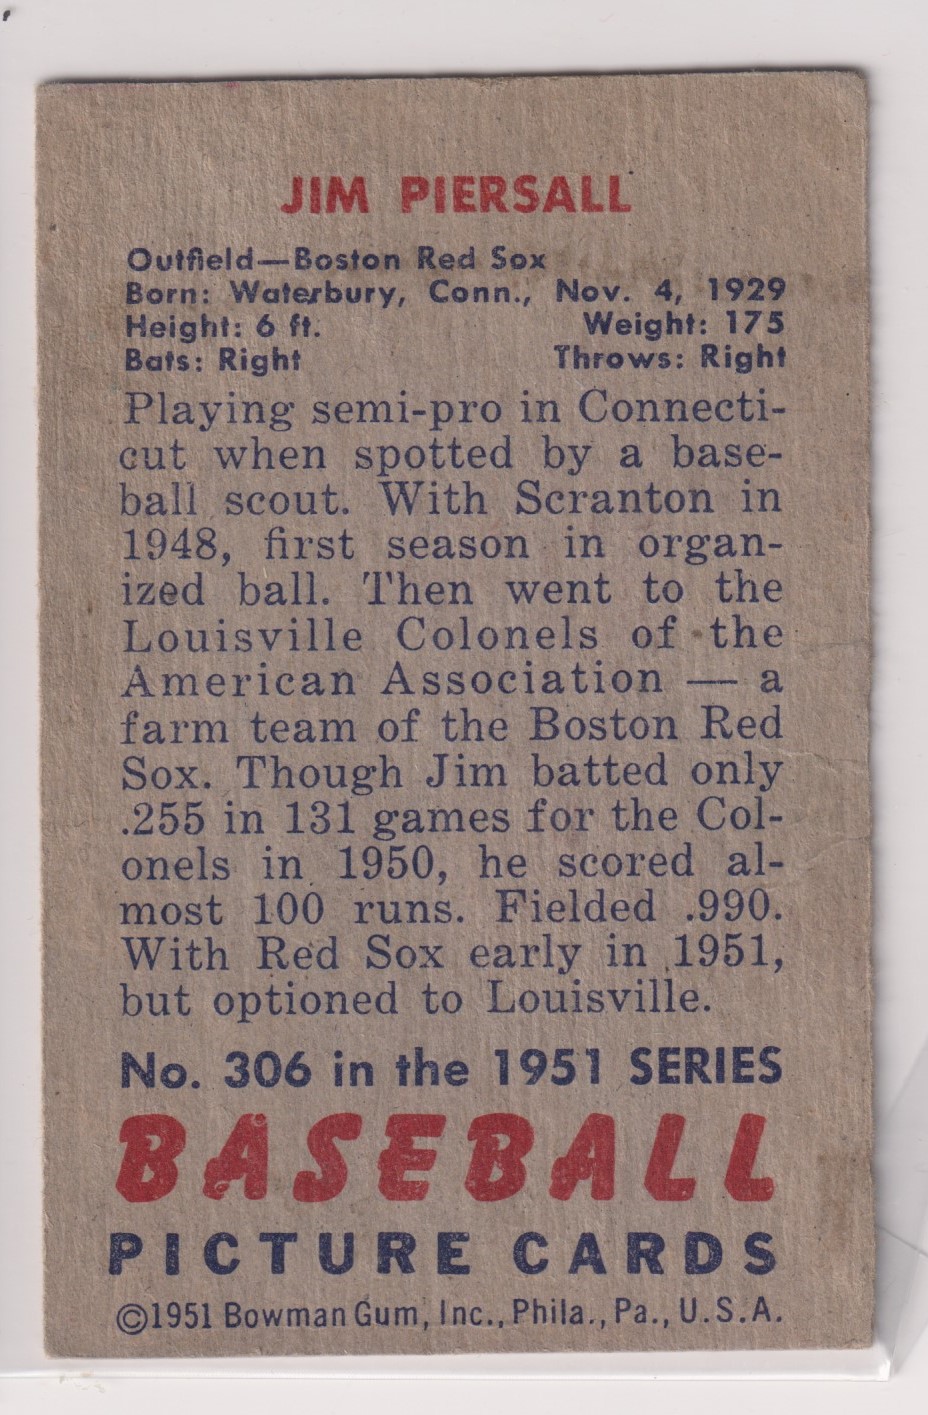 JIM PIERSALL
Outfield—Boston Red Sox
Born: Waterbury, Conn., Nov. 4, 1929
Height: 6 ft. Weight: 175
Bats: Right Throws: Right
Playing semi-pro in Connecti-
cut when spotted by a base-
ball scout. With Scranton in
1948, first season in organ-
ized ball. Then went to the
Louisville Colonels of the
American Association — a
farm team of the Boston Red
Sox. Though Jim batted only
.255 in 131 games for the Col-
onels in 1950, he scored al-
most 100 runs. Fielded .990.
With Red Sox early in 1951,
but optioned to Louisville.
No. 306 in the 1951 SERIES
BASEBALL
PICTURE CARDS
©1951 Bowman Gum, Inc., Phila., Pa., U.S.A.